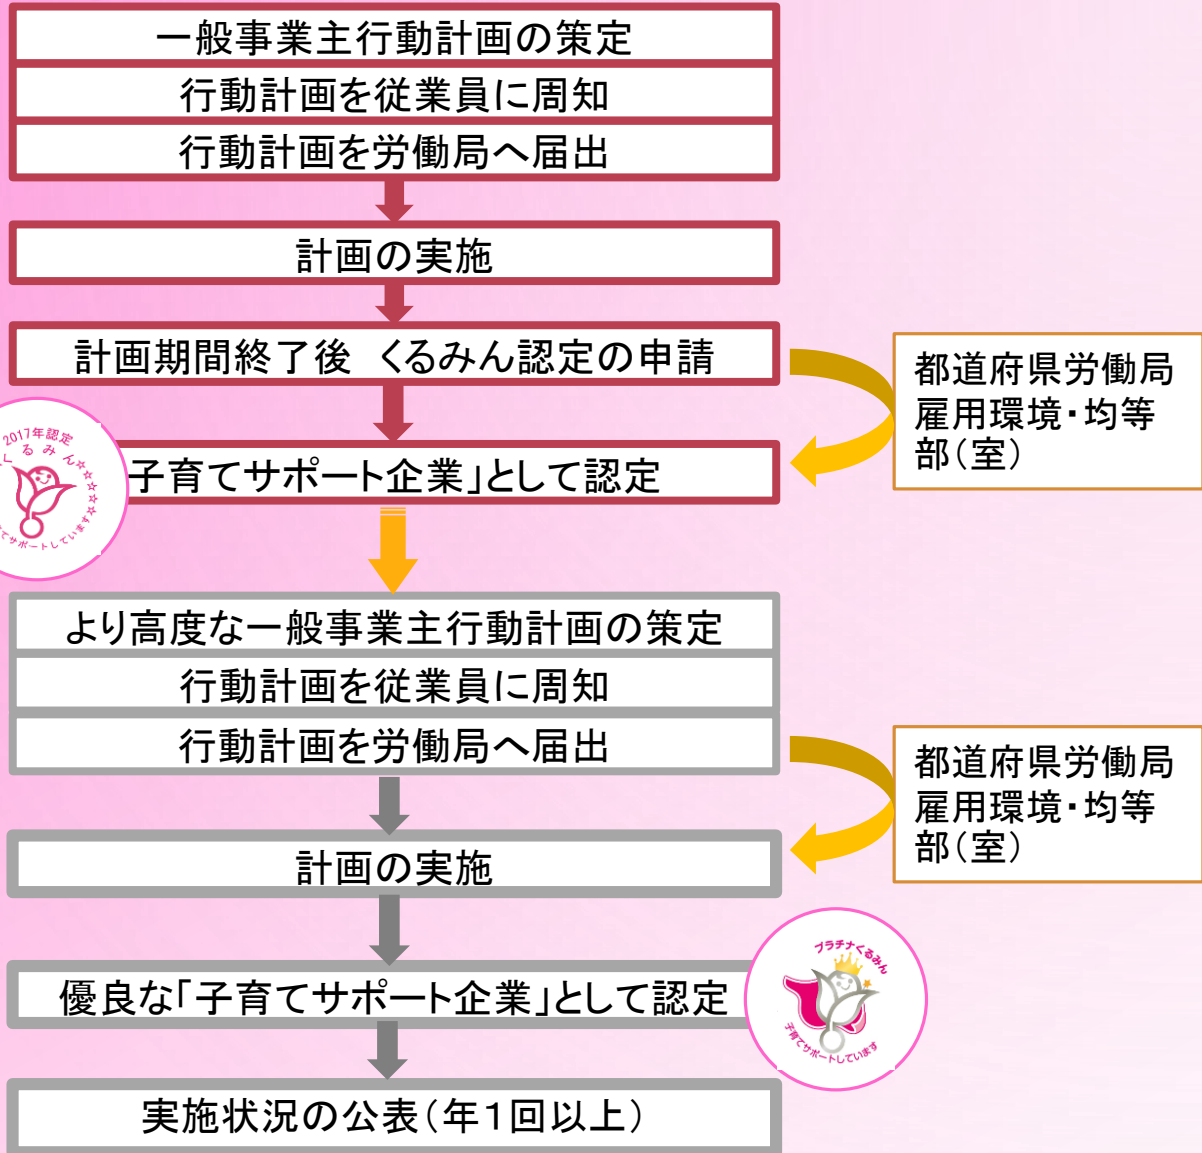 一般事業主行動計画の策定
行動計画を従業員に周知
行動計画を労働局へ届出
計画の実施
計画期間終了後　くるみん認定の申請
都道府県労働局
雇用環境・均等
部（室）
2017年認定
くるみん
てサポートしています
子育てサポート企業」として認定
より高度な一般事業主行動計画の策定
行動計画を従業員に周知
行動計画を労働局へ届出
都道府県労働局
雇用環境・均等
部（室）
計画の実施
プラチナくるみん
子育てサポートしています
優良な「子育てサポート企業」として認定
実施状況の公表（年１回以上）